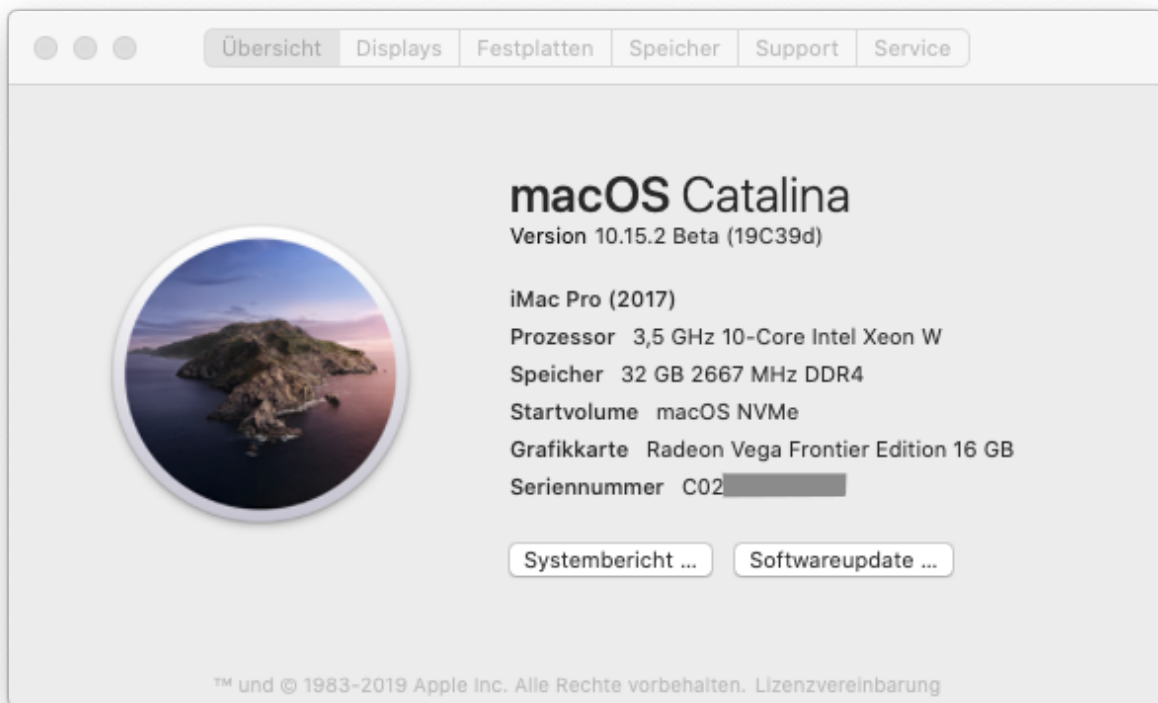 Übersicht Displays Festplatten Speicher Support Service
macOS Catalina
Version 10.15.2 Beta (19C39d)
iMac Pro (2017)
Prozessor 3,5 GHz 10-Core Intel Xeon W
Speicher 32 GB 2667 MHz DDR4
Startvolume macOS NVMe
Grafikkarte Radeon Vega Frontier Edition 16 GB
Seriennummer C02
Systembericht ... Softwareupdate ...
™ und © 1983-2019 Apple Inc. Alle Rechte vorbehalten. Lizenzvereinbarung